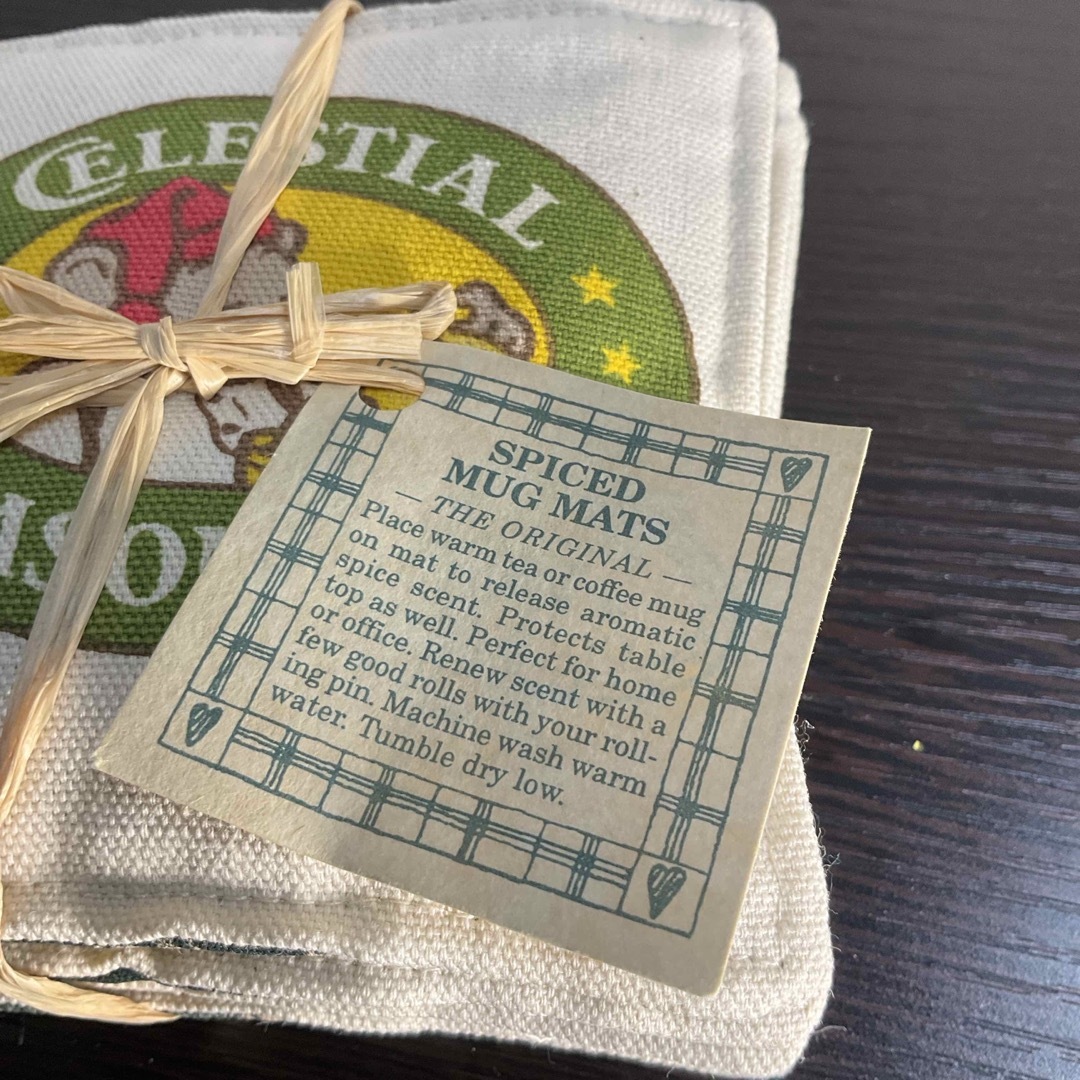 CELESTIAL
SPICED
MUG MATS
— THE ORIGINAL —
Place warm tea or coffee mug
on mat to release aromatic
spice scent. Protects table
top as well. Perfect for home
or office. Renew scent with a
few good rolls with your roll-
ing pin. Machine wash warm
water. Tumble dry low.